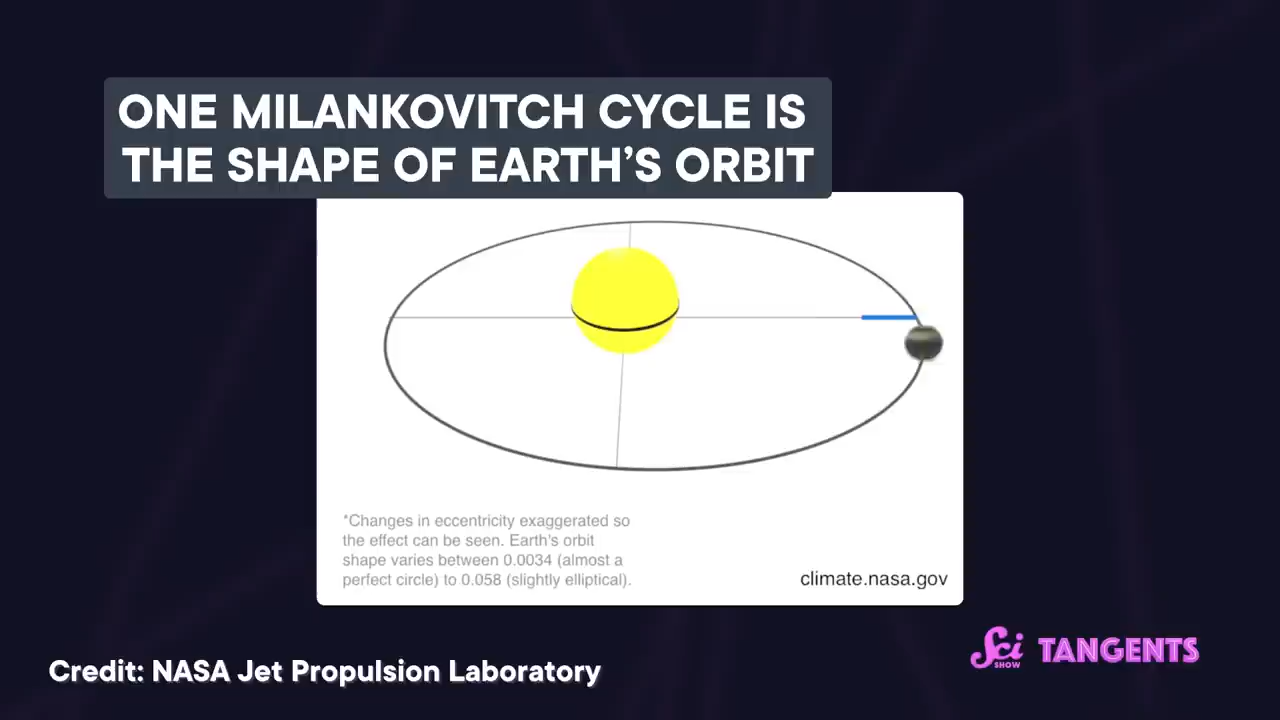 ONE MILANKOVITCH CYCLE IS
THE SHAPE OF EARTH’S ORBIT
*Changes in eccentricity exaggerated so
the effect can be seen. Earth's orbit
shape varies between 0.0034 (almost a
perfect circle) to 0.058 (slightly elliptical).
climate.nasa.gov
Sci
SHOW
TANGENTS
Credit: NASA Jet Propulsion Laboratory